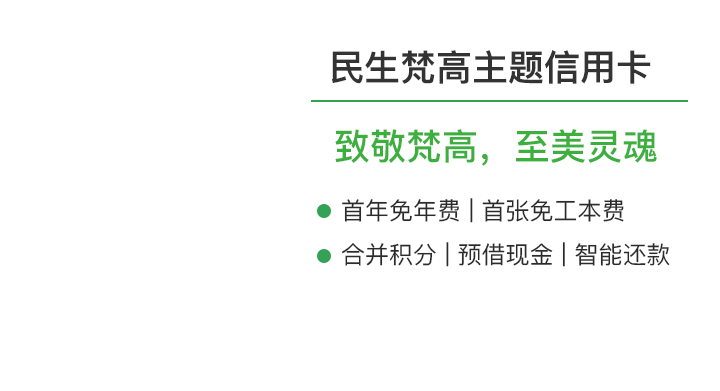 民生梵高主题信用卡
致敬梵高，至美灵魂
首年免年费 | 首张免工本费
合并积分 | 预借现金 | 智能还款